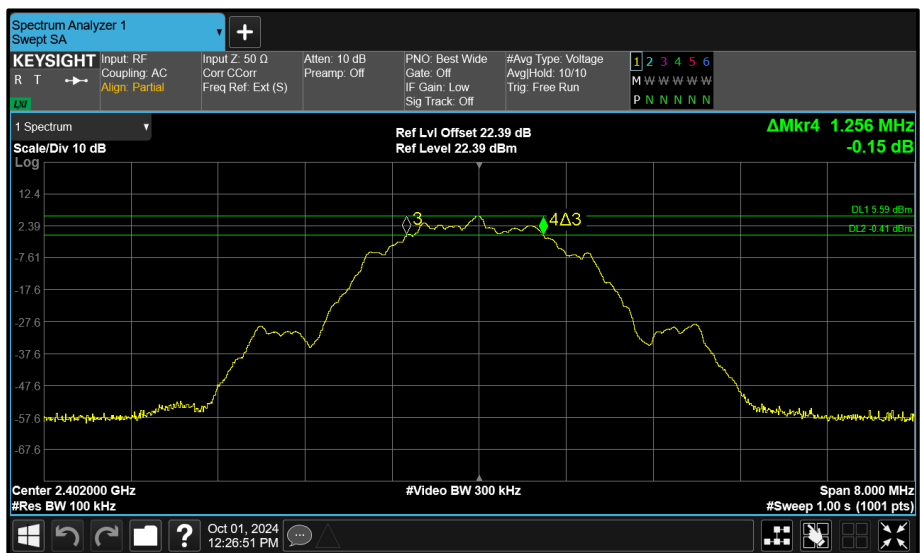 Spectrum Analyzer 1
Swept SA
+
KEYSIGHT
R T
LXI
Input: RF
Coupling: AC
Align: Partial
Input Z: 50 Ω
Corr CCorr
Freq Ref: Ext (S)
Atten: 10 dB
Preamp: Off
PNO: Best Wide
Gate: Off
IF Gain: Low
Sig Track: Off
#Avg Type: Voltage
Avg|Hold: 10/10
Trig: Free Run
1 2 3 4 5 6
M W W W W W
P N N N N N
1 Spectrum
Scale/Div 10 dB
Ref Lvl Offset 22.39 dB
Ref Level 22.39 dBm
ΔMkr4 1.256 MHz
-0.15 dB
Log
12.4
2.39
-7.61
-17.6
-27.6
-37.6
-47.6
-57.6
-67.6
3
4Δ3
DL1 5.59 dBm
DL2 -0.41 dBm
Center 2.402000 GHz
#Video BW 300 kHz
Span 8.000 MHz
#Res BW 100 kHz
#Sweep 1.00 s (1001 pts)
?
Oct 01, 2024
12:26:51 PM